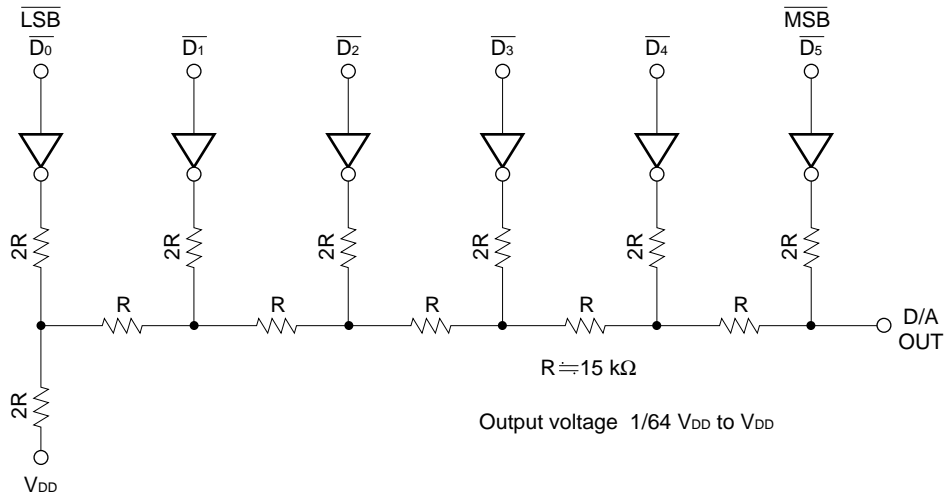 LSB MSB
D0 D1 D2 D3 D4 D5
2R 2R 2R 2R 2R 2R
R R R R R D/A
OUT
R≒15 kΩ
2R
Output voltage 1/64 VDD to VDD
VDD